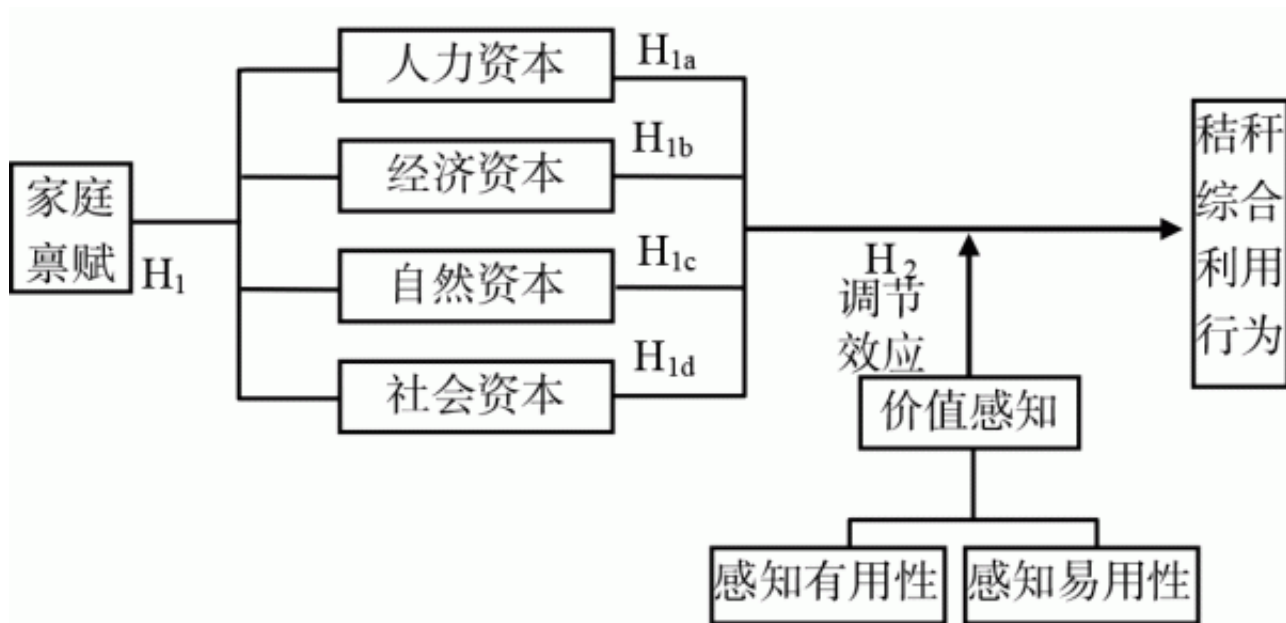 家庭
禀赋
H1
人力资本
H1a
经济资本
H1b
自然资本
H1c
社会资本
H1d
H2
调节
效应
价值感知
感知有用性
感知易用性
秸秆
综合
利用
行为